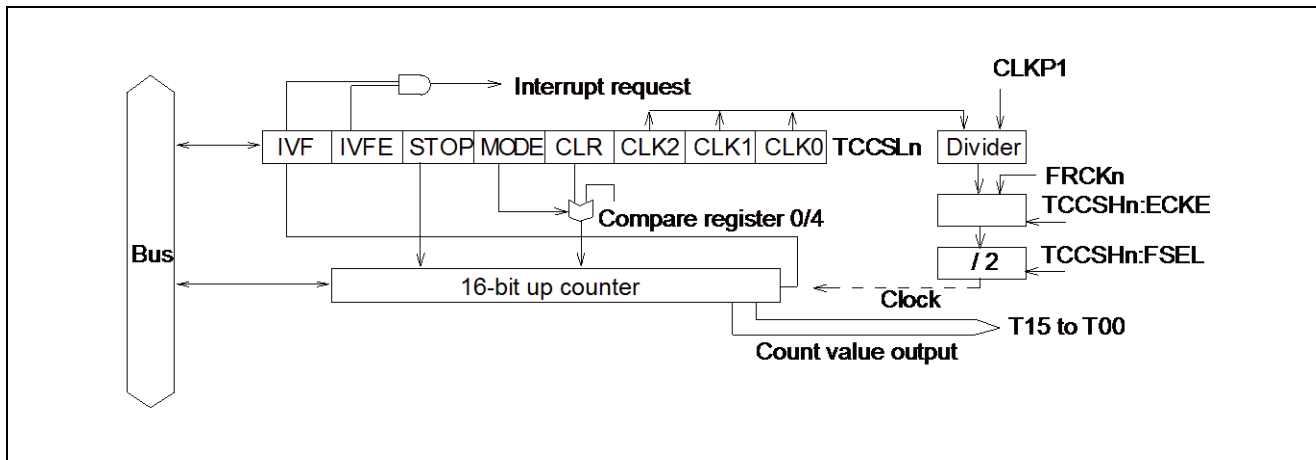 CLKP1
Interrupt request
IVF IVFE STOP MODE CLR CLK2 CLK1 CLK0 TCCSLn Divider
FRCKn
TCCSHn:ECKE
Compare register 0/4
Bus
/ 2 TCCSHn:FSEL
16-bit up counter
Clock
T15 to T00
Count value output